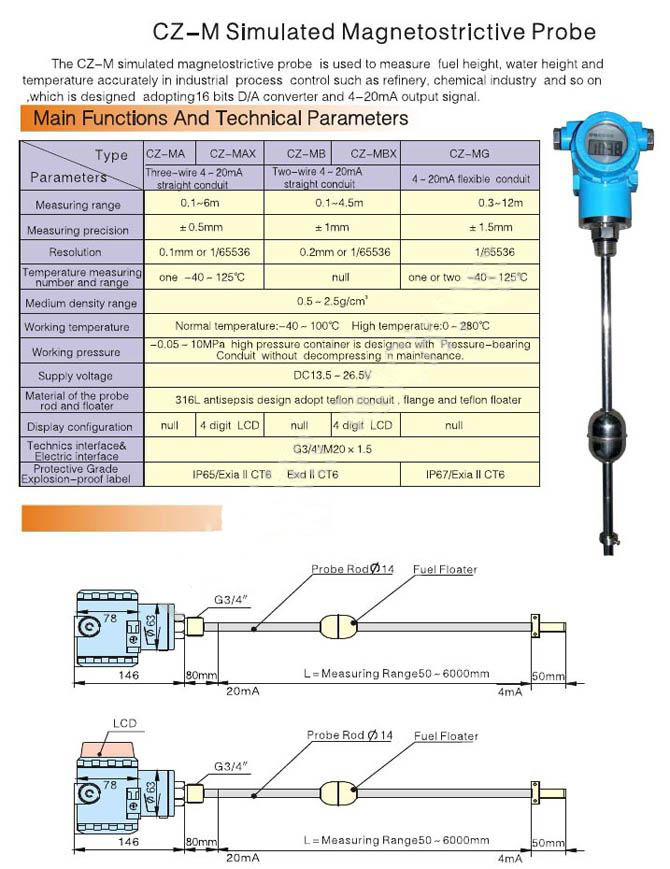 CZ-M Simulated Magnetostrictive Probe
The CZ-M simulated magnetostrictive probe is used to measure fuel height, water height and
temperature accurately in industrial process control such as refinery, chemical industry and so on
,which is designed adopting16 bits D/A converter and 4-20mA output signal.
Main Functions And Technical Parameters
Type CZ-MA CZ-MAX CZ-MB CZ-MBX CZ-MG
Parameters Three-wire 4~20mA straight conduit Two-wire 4~20mA straight conduit 4~20mA flexible conduit
Measuring range 0.1~6m 0.1~4.5m 0.3~12m
Measuring precision ±0.5mm ±1mm ±1.5mm
Resolution 0.1mm or 1/65536 0.2mm or 1/65536 1/65536
Temperature measuring number and range one -40~125℃ null one or two -40~125℃
Medium density range 0.5~2.5g/cm³
Working temperature Normal temperature:-40~100℃ High temperature:0~280℃
Working pressure -0.05~10MPa high pressure container is designed with Pressure-bearing
Conduit without decompressing in maintenance.
Supply voltage DC13.5~26.5V
Material of the probe rod and floater 316L antisepsis design adopt teflon conduit , flange and teflon floater
Display configuration null 4 digit LCD null 4 digit LCD null
Technics interface& Electric interface G3/4'/M20×1.5
Protective Grade Explosion-proof label IP65/Exia II CT6 Exd II CT6 IP67/Exia II CT6
Probe Rod Ø14 Fuel Floater
G3/4"
78 Ø63
146 80mm L=Measuring Range50~6000mm 50mm
20mA 4mA
LCD
Probe Rod Ø14 Fuel Floater
G3/4"
78 Ø63
146 80mm L=Measuring Range50~6000mm 50mm
20mA 4mA